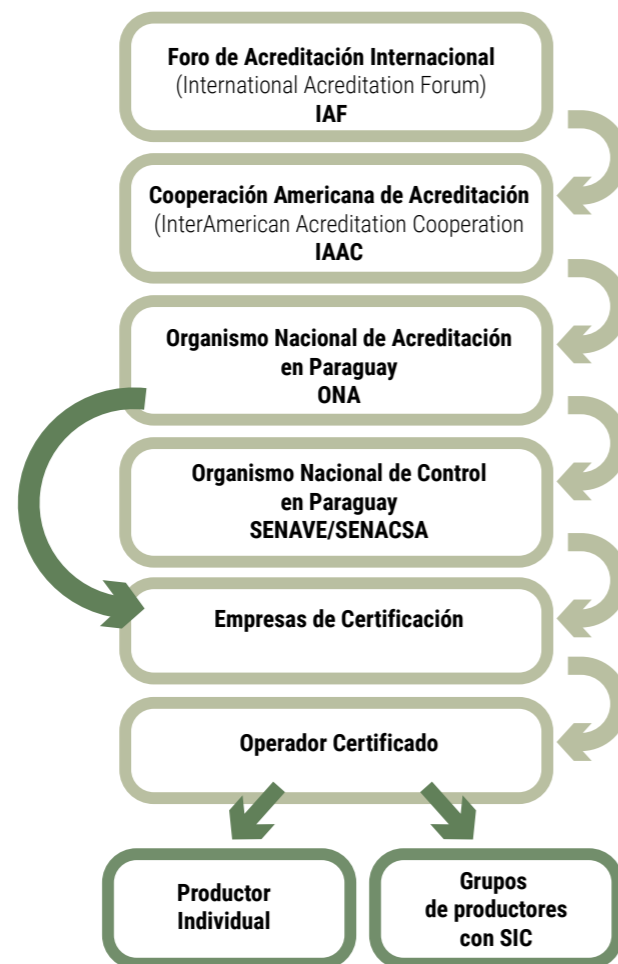 Foro de Acreditación Internacional
(International Acreditation Forum)
IAF
Cooperación Americana de Acreditación
(InterAmerican Acreditation Cooperation
IAAC
Organismo Nacional de Acreditación
en Paraguay
ONA
Organismo Nacional de Control
en Paraguay
SENAVE/SENACSA
Empresas de Certificación
Operador Certificado
Productor
Individual
Grupos
de productores
con SIC